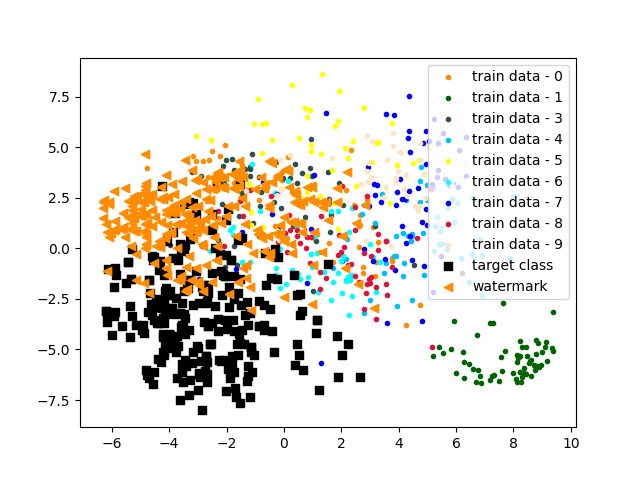 7.5
5.0
2.5
0.0
−2.5
−5.0
−7.5
−6
−4
−2
0
2
4
6
8
10
train data - 0
train data - 1
train data - 3
train data - 4
train data - 5
train data - 6
train data - 7
train data - 8
train data - 9
target class
watermark